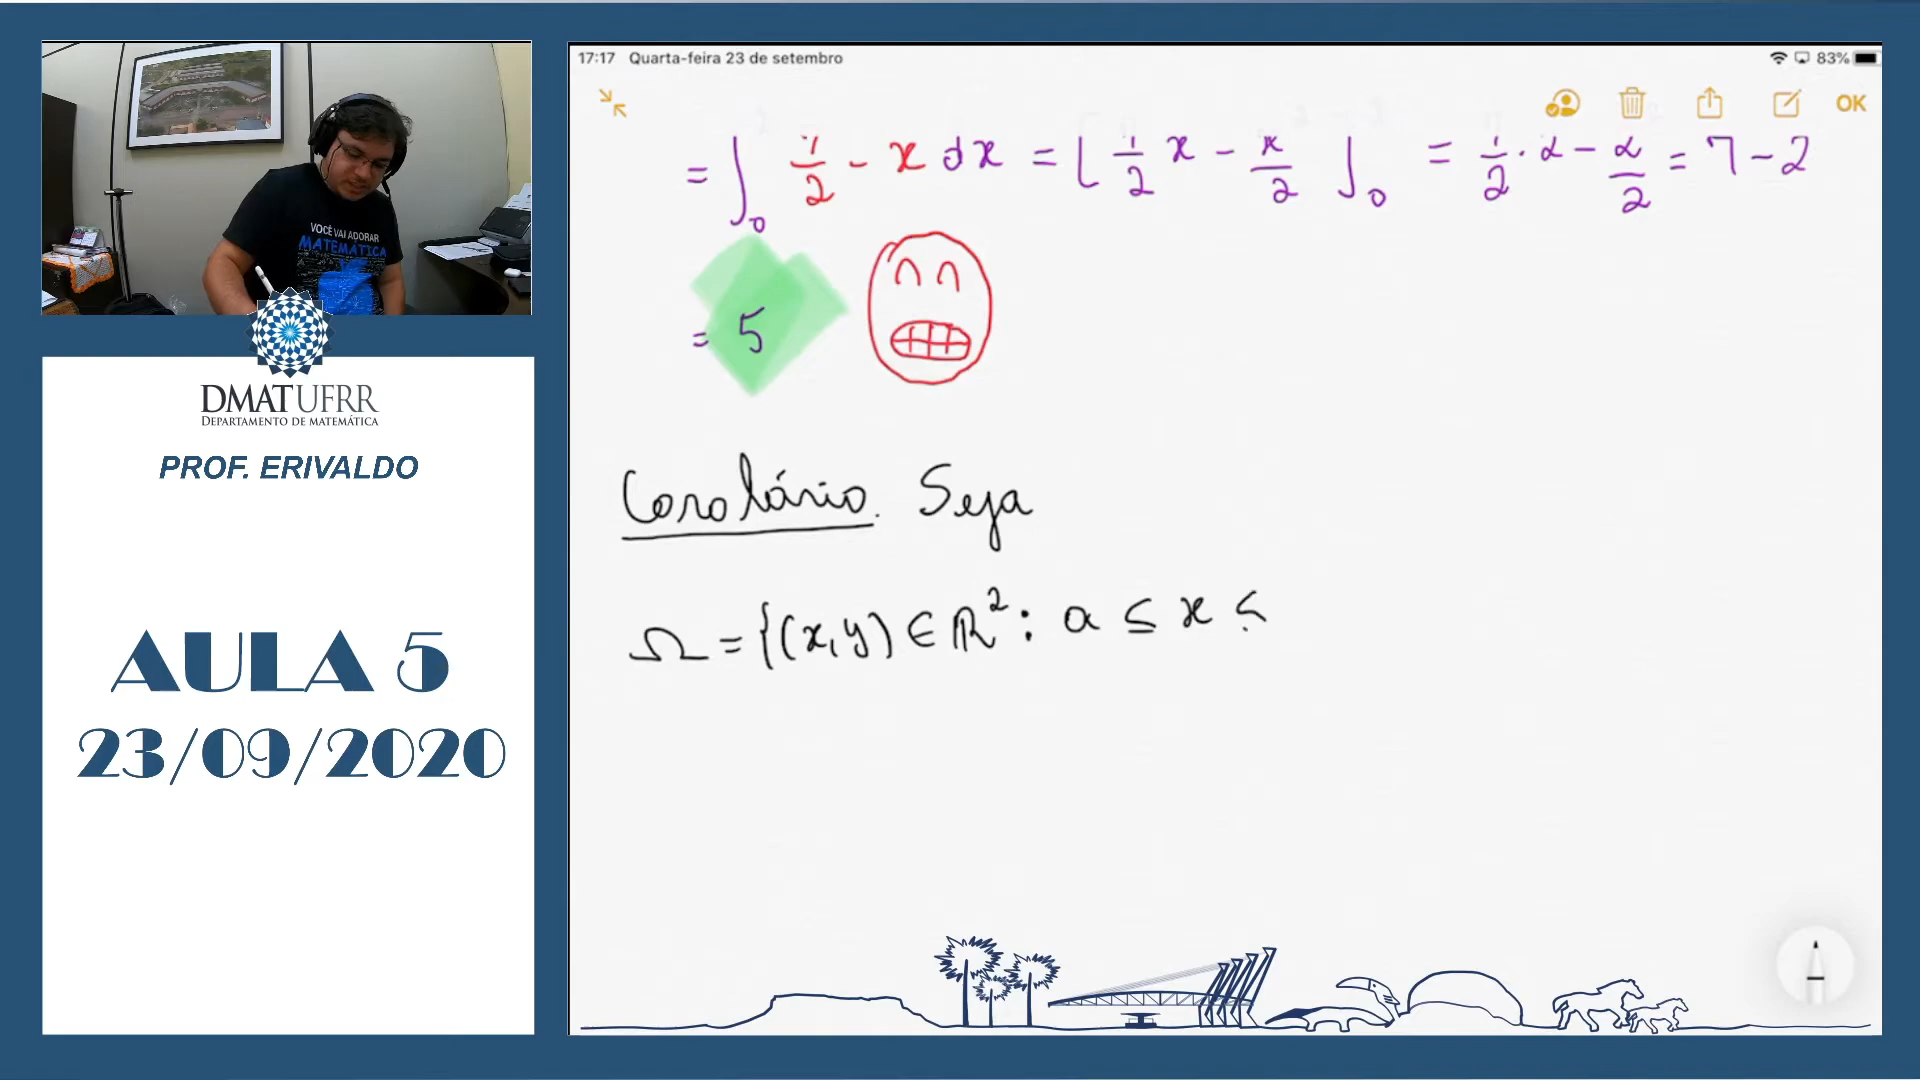 17:17 Quarta-feira 23 de setembro
83%
OK
= ∫₀ 7/2 - x dx = [ 7/2 x - x/2 ]₀ = 7/2 · 2 - 2/2 = 7 - 2
= 5
VOCÊ VAI ADORAR
MATEMÁTICA
DMATUFRR
DEPARTAMENTO DE MATEMÁTICA
PROF. ERIVALDO
AULA 5
23/09/2020
Corolário. Seja
Ω = {(x,y) ∈ ℝ² : a ≤ x ≤